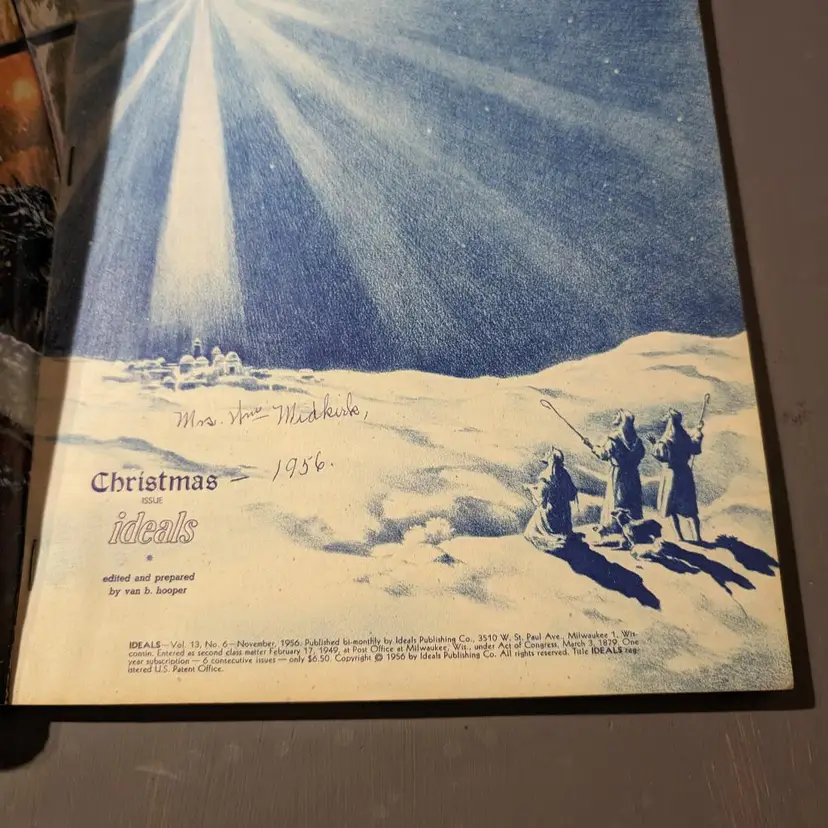 Mrs. Wm Midkirk,
Christmas — 1956.
ISSUE
ideals
edited and prepared
by van b. hooper
IDEALS—Vol. 13, No. 6—November, 1956. Published bi-monthly by Ideals Publishing Co., 3510 W. St. Paul Ave., Milwaukee 1, Wis-
consin. Entered as second class matter February 17, 1949, at Post Office at Milwaukee, Wis., under Act of Congress, March 3, 1879. One
year subscription — 6 consecutive issues — only $6.50. Copyright © 1956 by Ideals Publishing Co. All rights reserved. Title IDEALS reg-
istered U.S. Patent Office.